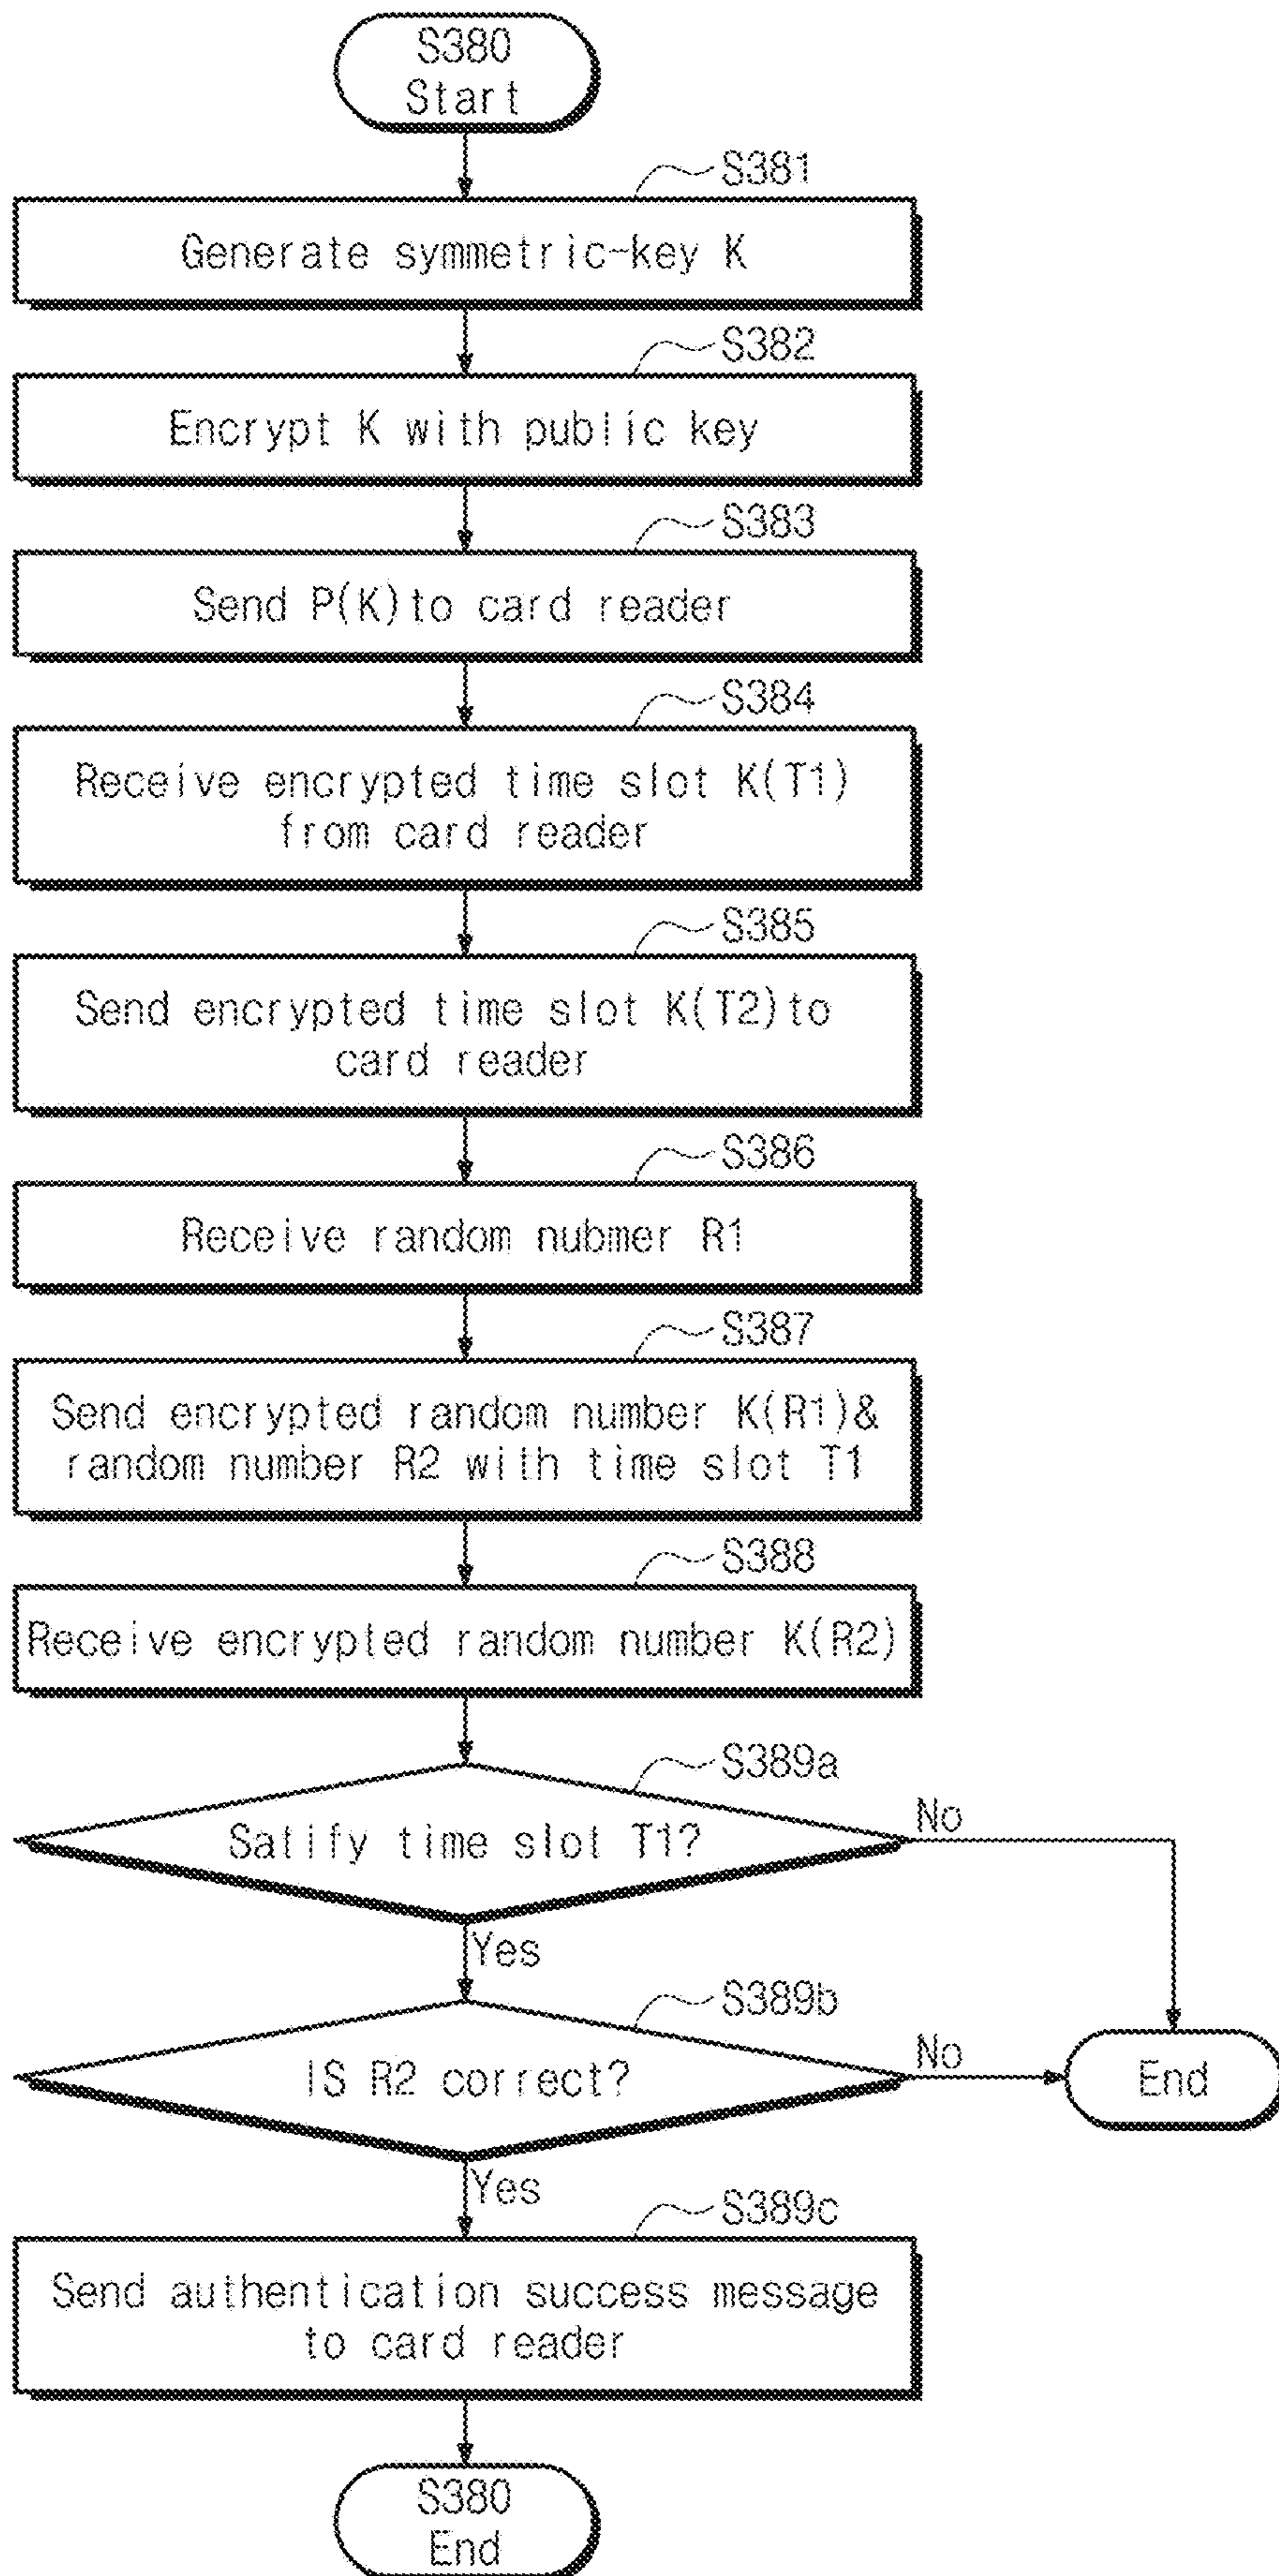 S380
Start
S381
Generate symmetric-key K
S382
Encrypt K with public key
S383
Send P(K)to card reader
S384
Receive encrypted time slot K(T1)
from card reader
S385
Send encrypted time slot K(T2)to
card reader
S386
Receive random nubmer R1
S387
Send encrypted random number K(R1)&
random number R2 with time slot T1
S388
Receive encrypted random number K(R2)
S389a
Satify time slot T1?
No
Yes
S389b
IS R2 correct?
No
End
Yes
S389c
Send authentication success message
to card reader
S380
End